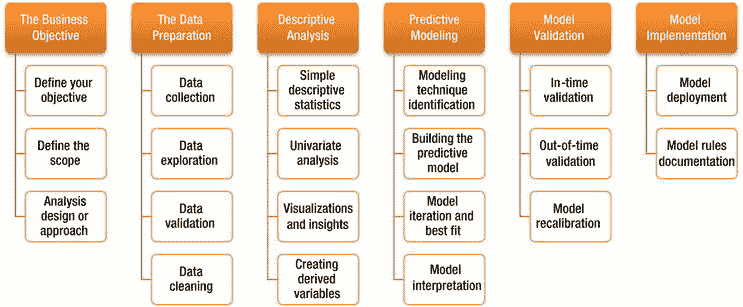 The Business
Objective
Define your
objective
Define the
scope
Analysis
design or
approach
The Data
Preparation
Data
collection
Data
exploration
Data
validation
Data
cleaning
Descriptive
Analysis
Simple
descriptive
statistics
Univariate
analysis
Visualizations
and insights
Creating
derived
variables
Predictive
Modeling
Modeling
technique
identification
Building the
predictive
model
Model
iteration and
best fit
Model
interpretation
Model
Validation
In-time
validation
Out-of-time
validation
Model
recalibration
Model
Implementation
Model
deployment
Model rules
documentation